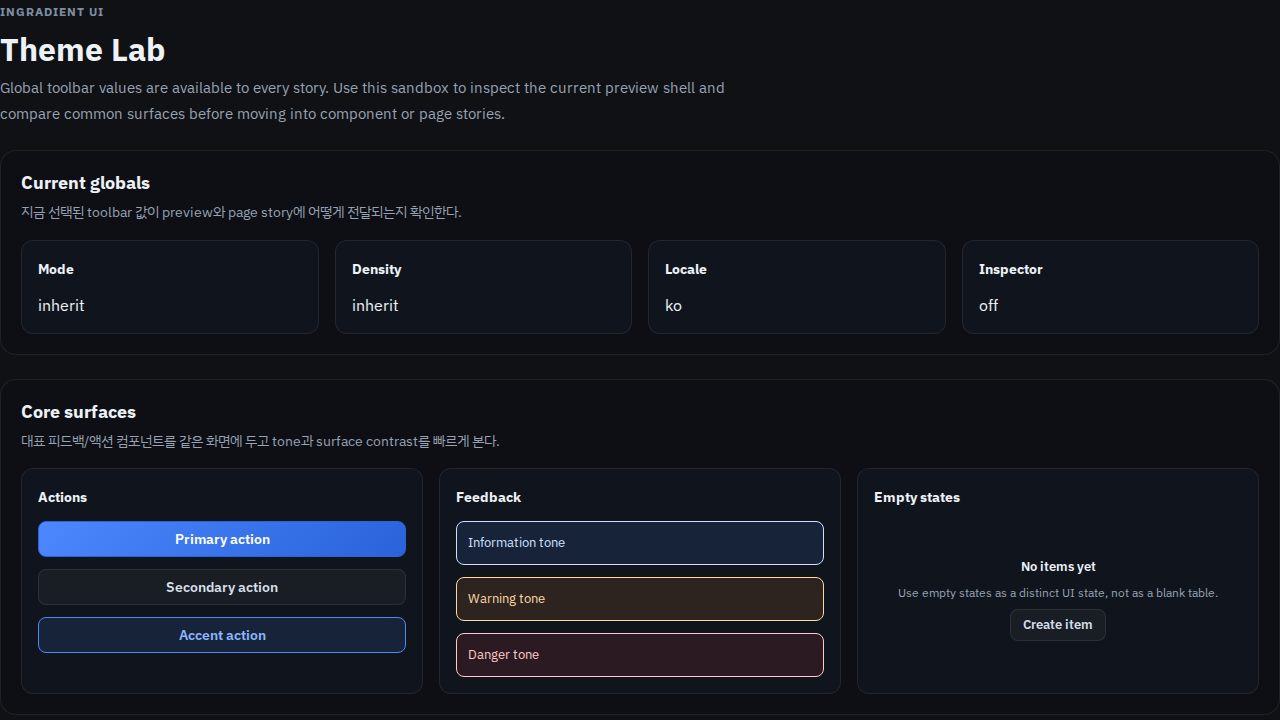 INGRADIENT UI
Theme Lab
Global toolbar values are available to every story. Use this sandbox to inspect the current preview shell and
compare common surfaces before moving into component or page stories.
Current globals
지금 선택된 toolbar 값이 preview와 page story에 어떻게 전달되는지 확인한다.
Mode
inherit
Density
inherit
Locale
ko
Inspector
off
Core surfaces
대표 피드백/액션 컴포넌트를 같은 화면에 두고 tone과 surface contrast를 빠르게 본다.
Actions
Primary action
Secondary action
Accent action
Feedback
Information tone
Warning tone
Danger tone
Empty states
No items yet
Use empty states as a distinct UI state, not as a blank table.
Create item